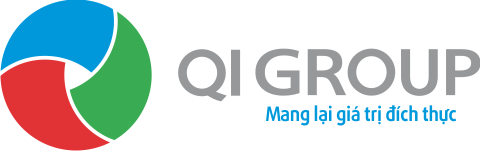 QI GROUP
Mang lại giá trị đích thực